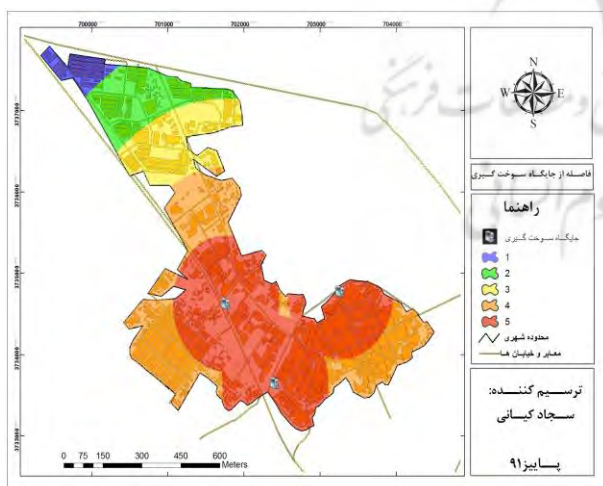 700000 701000 702000 703000 704000
N
W E
S
فاصله از جایگاه سوخت گیری
راهنما
جایگاه سوخت گیری
1
2
3
4
5
محدوده شهری
معابر و خیابان ها
ترسیم کننده:
سجاد کیانی
پاییز۹۱
0 75 150 300 450 600
Meters